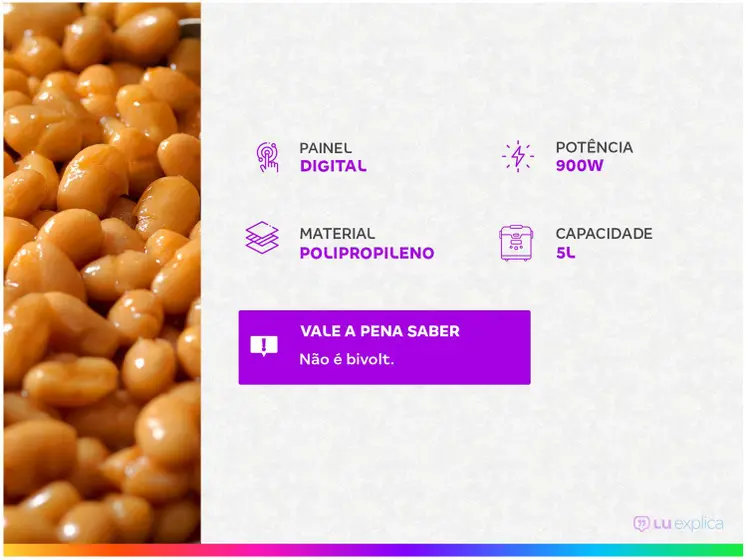 PAINEL
DIGITAL
POTÊNCIA
900W
MATERIAL
POLIPROPILENO
CAPACIDADE
5L
VALE A PENA SABER
Não é bivolt.
LU explica